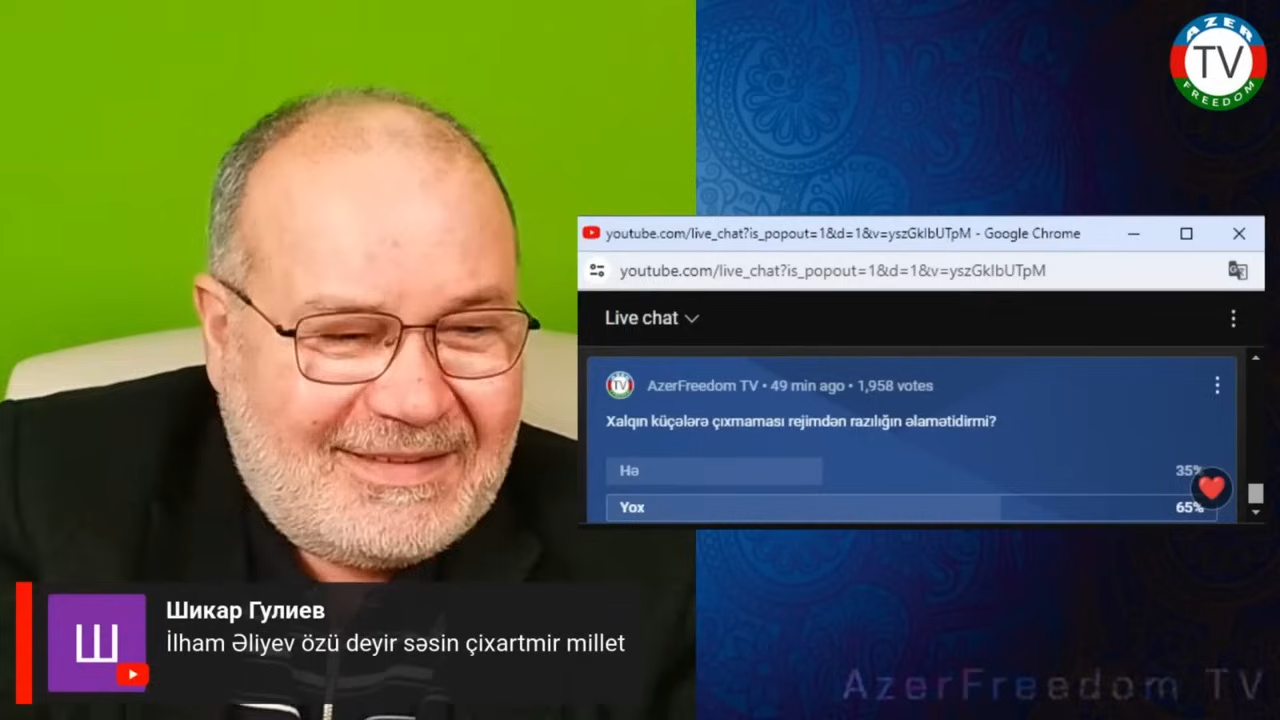 AZER
TV
FREEDOM
youtube.com/live_chat?is_popout=1&d=1&v=yszGkIbUTpM - Google Chrome
youtube.com/live_chat?is_popout=1&d=1&v=yszGkIbUTpM
Live chat
TV
AzerFreedom TV • 49 min ago • 1,958 votes
Xalqın küçələrə çıxmaması rejimdən razılığın əlamətidirmi?
Hə 35%
Yox 65%
Ш
Шикар Гулиев
İlham Əliyev özü deyir səsin çixartmir millet
AzerFreedom TV